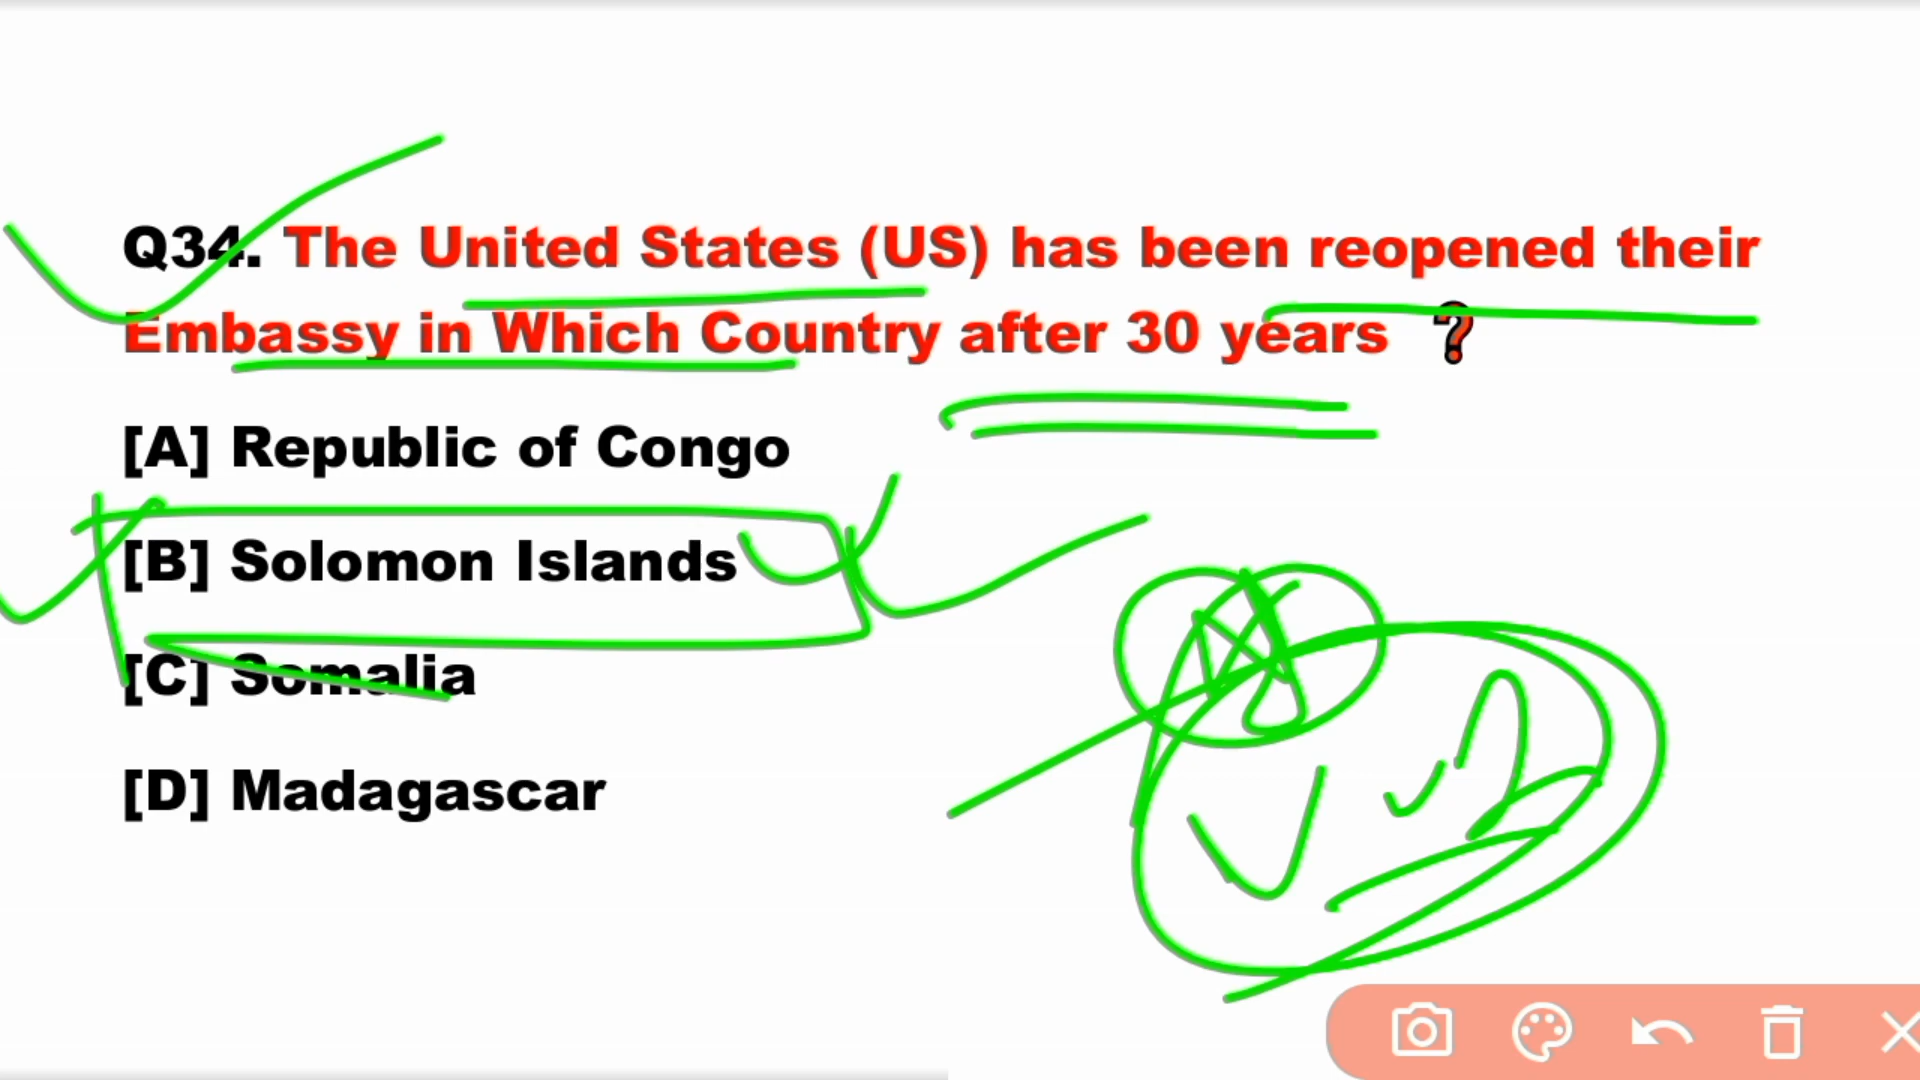 Q34. The United States (US) has been reopened their
Embassy in Which Country after 30 years ?
[A] Republic of Congo
[B] Solomon Islands
[C] Somalia
[D] Madagascar